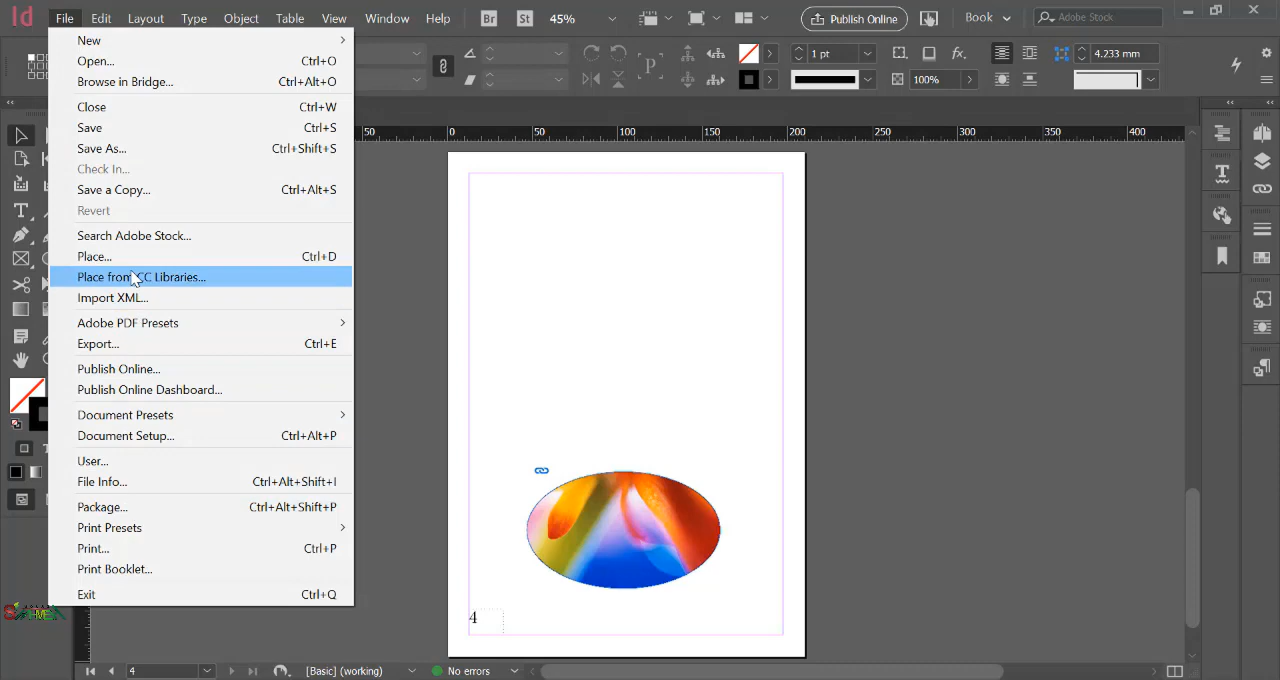 Id File Edit Layout Type Object Table View Window Help Br St 45% Publish Online Book Adobe Stock
1 pt 4.233 mm
100%
New
Open... Ctrl+O
Browse in Bridge... Ctrl+Alt+O
Close Ctrl+W
Save Ctrl+S
Save As... Ctrl+Shift+S
Check In...
Save a Copy... Ctrl+Alt+S
Revert
Search Adobe Stock...
Place... Ctrl+D
Place from CC Libraries...
Import XML...
Adobe PDF Presets
Export... Ctrl+E
Publish Online...
Publish Online Dashboard...
Document Presets
Document Setup... Ctrl+Alt+P
User...
File Info... Ctrl+Alt+Shift+I
Package... Ctrl+Alt+Shift+P
Print Presets
Print... Ctrl+P
Print Booklet...
Exit Ctrl+Q
50 0 50 100 150 200 250 300 350 400
4
4 [Basic] (working) No errors